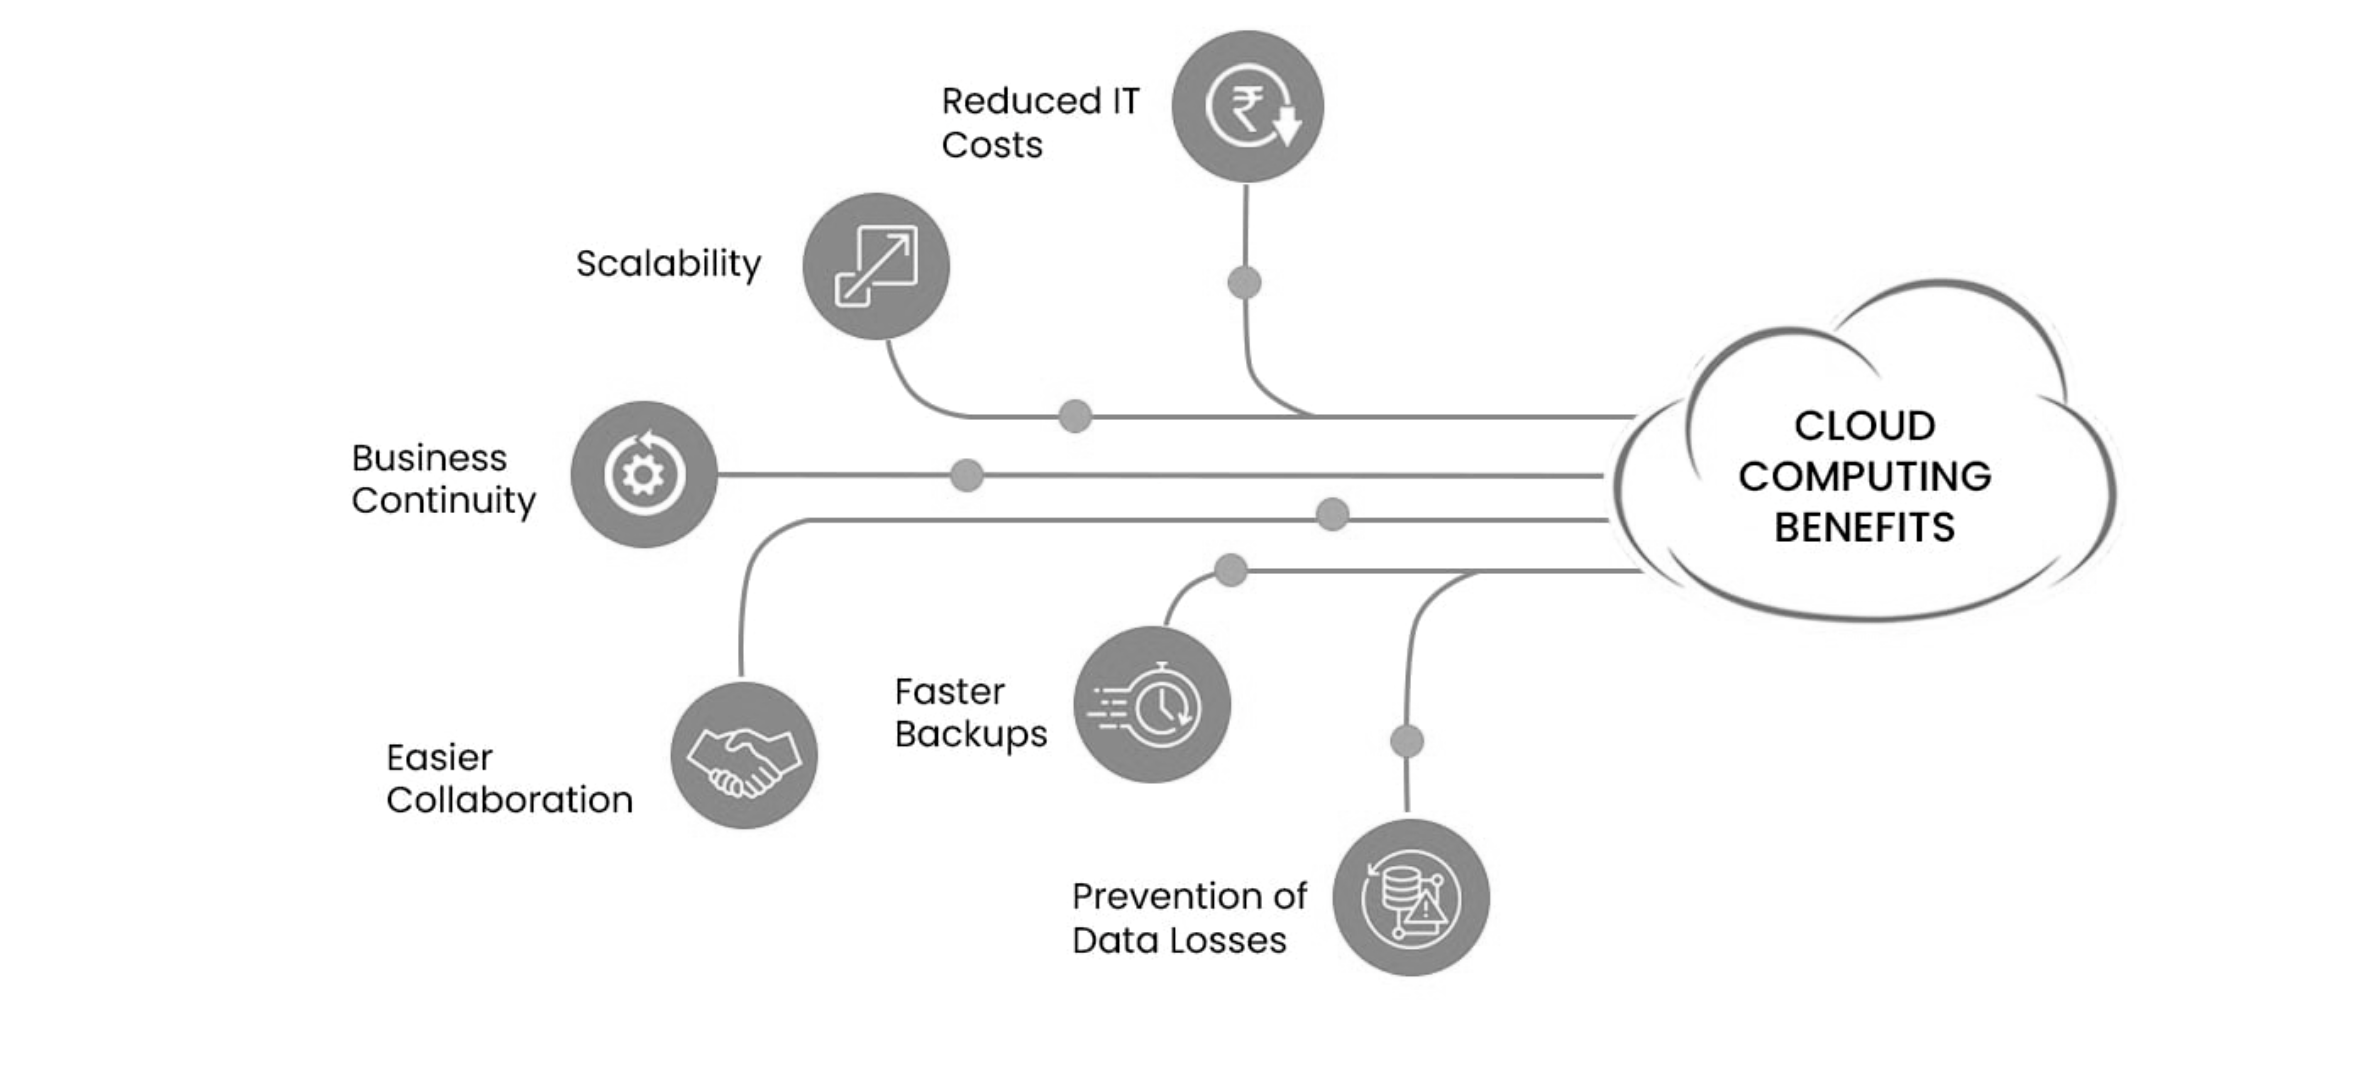 Reduced IT
Costs
₹
Scalability
Business
Continuity
CLOUD
COMPUTING
BENEFITS
Easier
Collaboration
Faster
Backups
Prevention of
Data Losses